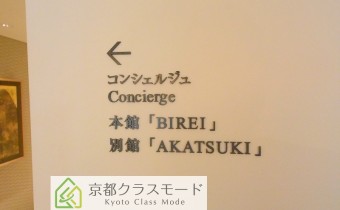 ←
コンシェルジュ
Concierge
本館「BIREI」
別館「AKATSUKI」
京都クラスモード
Kyoto Class Mode